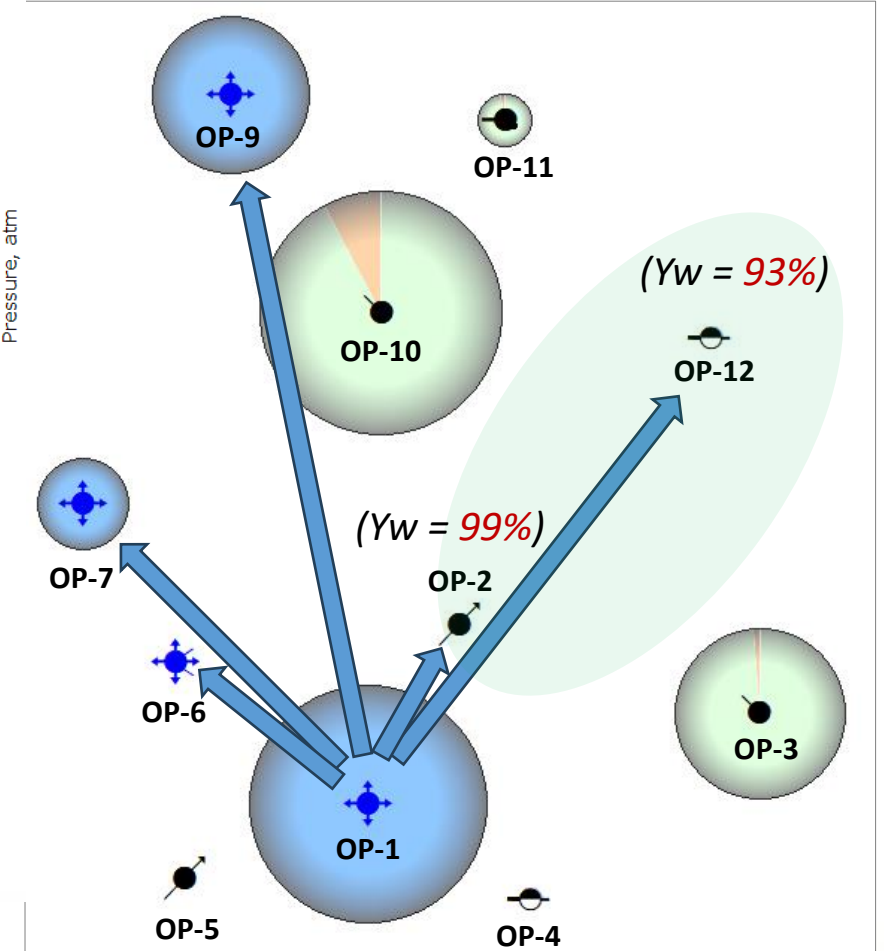 OP-9
OP-11
Pressure, atm
(Yw = 93%)
OP-10
OP-12
(Yw = 99%)
OP-7
OP-2
OP-6
OP-3
OP-1
OP-5
OP-4